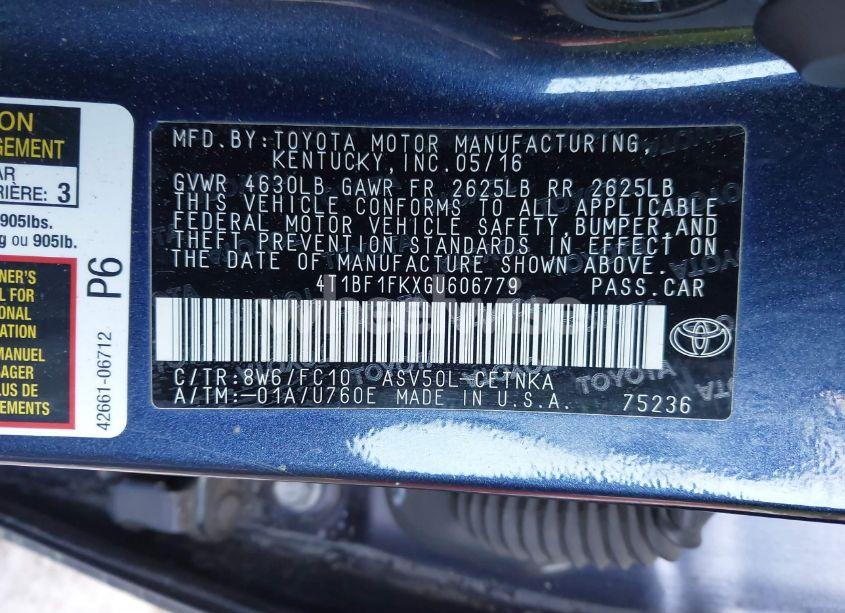 ON
GEMENT
AR
RIÈRE: 3
905lbs.
g ou 905lb.
NER'S
L FOR
ONAL
ATION
MANUEL
AGER
PLUS DE
EMENTS
P6
42661-06712
MFD.BY:TOYOTA MOTOR MANUFACTURING,
KENTUCKY,INC.05/16
GVWR 4630LB GAWR FR 2625LB RR 2625LB
THIS VEHICLE CONFORMS TO ALL APPLICABLE
FEDERAL MOTOR VEHICLE SAFETY,BUMPER,AND
THEFT PREVENTION STANDARDS IN EFFECT ON
THE DATE OF MANUFACTURE SHOWN ABOVE.
4T1BF1FKXGU606779 PASS.CAR
wheelwise
C/TR:8W6/FC10 ASV50L-CETNKA
A/TM:-01A/U760E MADE IN U.S.A. 75236